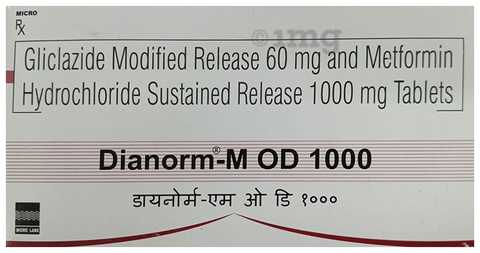 MICRO
Rx
©1mg
Gliclazide Modified Release 60 mg and Metformin
Hydrochloride Sustained Release 1000 mg Tablets
Dianorm®-M OD 1000
डायनोर्म-एम ओ डि १०००
MICRO LABS